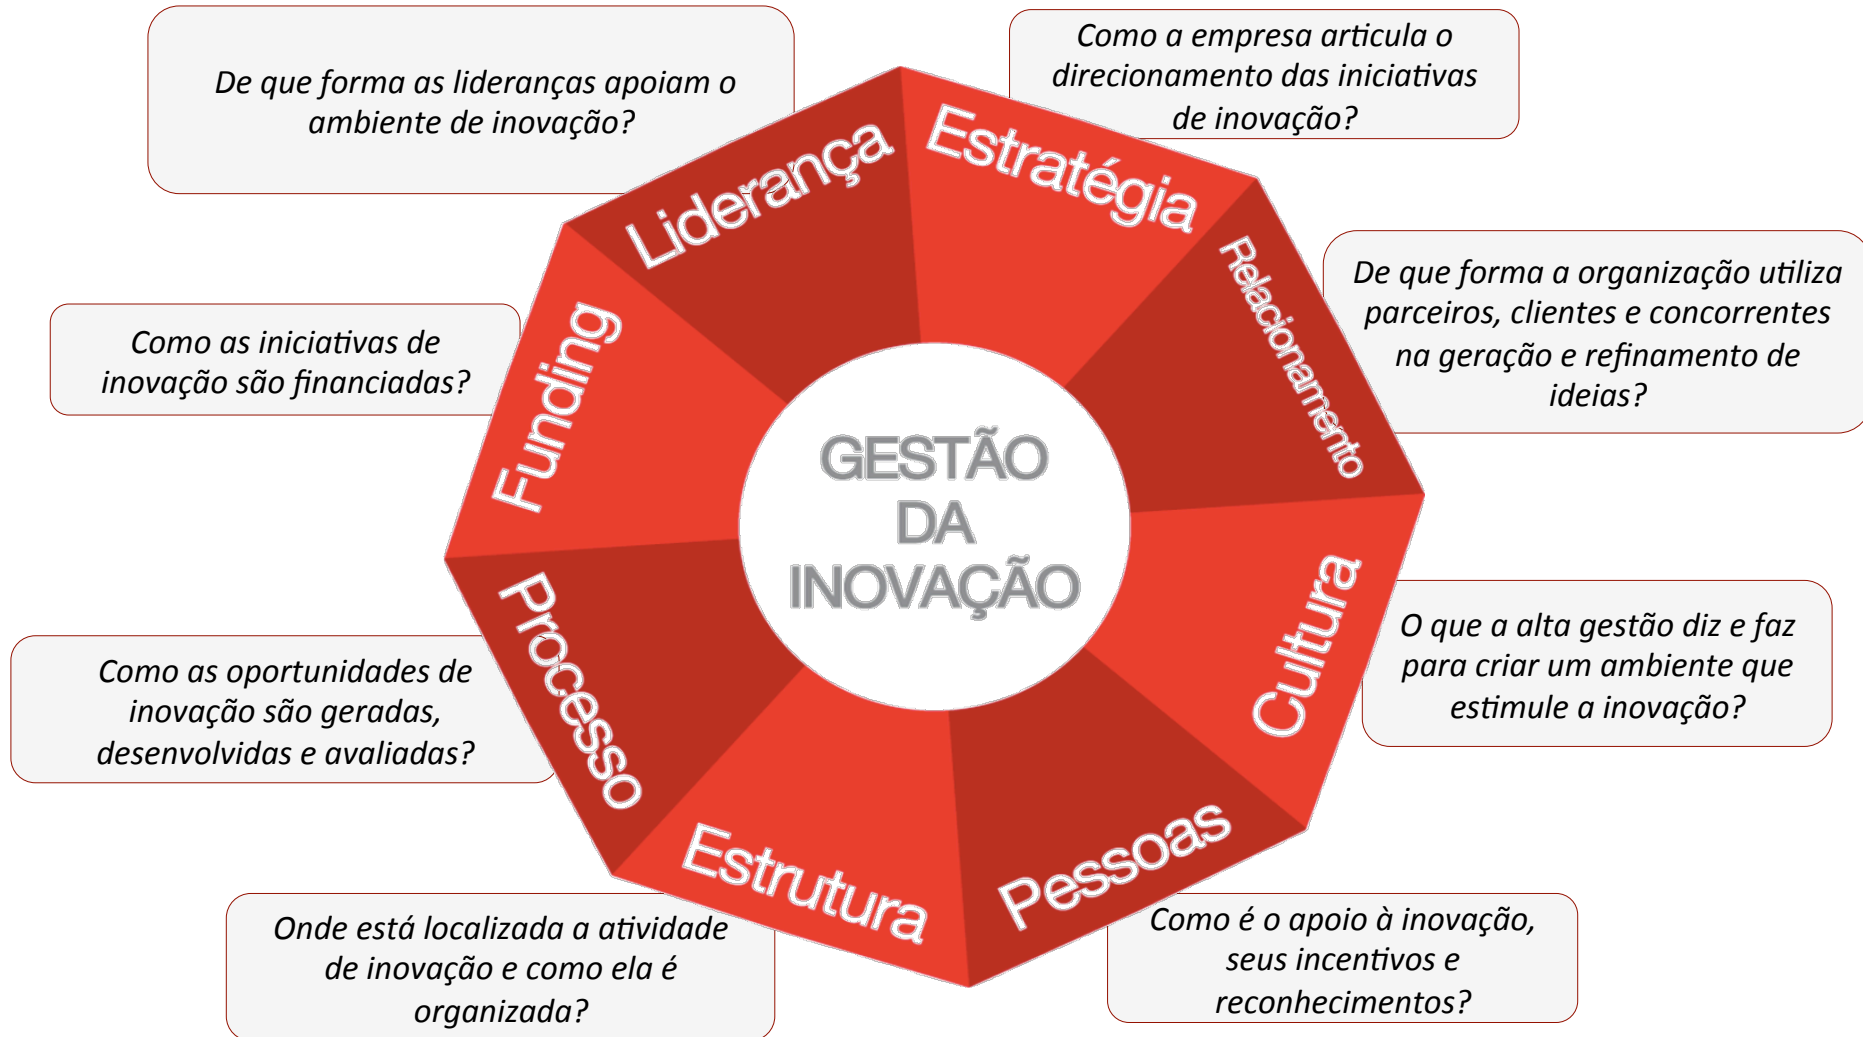 De que forma as lideranças apoiam o
ambiente de inovação?
Como a empresa articula o
direcionamento das iniciativas
de inovação?
Liderança
Estratégia
Relacionamento
De que forma a organização utiliza
parceiros, clientes e concorrentes
na geração e refinamento de
ideias?
Como as iniciativas de
inovação são financiadas?
Funding
GESTÃO
DA
INOVAÇÃO
Cultura
O que a alta gestão diz e faz
para criar um ambiente que
estimule a inovação?
Como as oportunidades de
inovação são geradas,
desenvolvidas e avaliadas?
Processo
Estrutura
Pessoas
Onde está localizada a atividade
de inovação e como ela é
organizada?
Como é o apoio à inovação,
seus incentivos e
reconhecimentos?